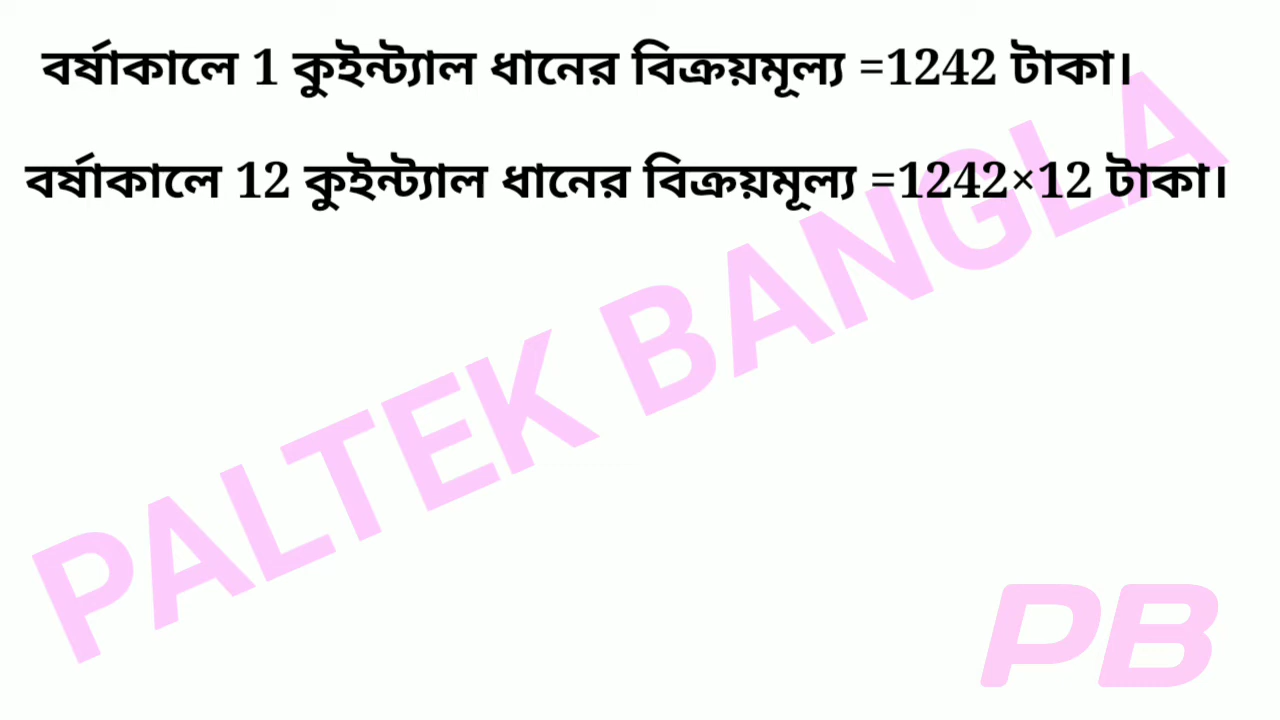 বর্ষাকালে 1 কুইন্ট্যাল ধানের বিক্রয়মূল্য =1242 টাকা।
বর্ষাকালে 12 কুইন্ট্যাল ধানের বিক্রয়মূল্য =1242×12 টাকা।
PALTEK BANGLA
PB